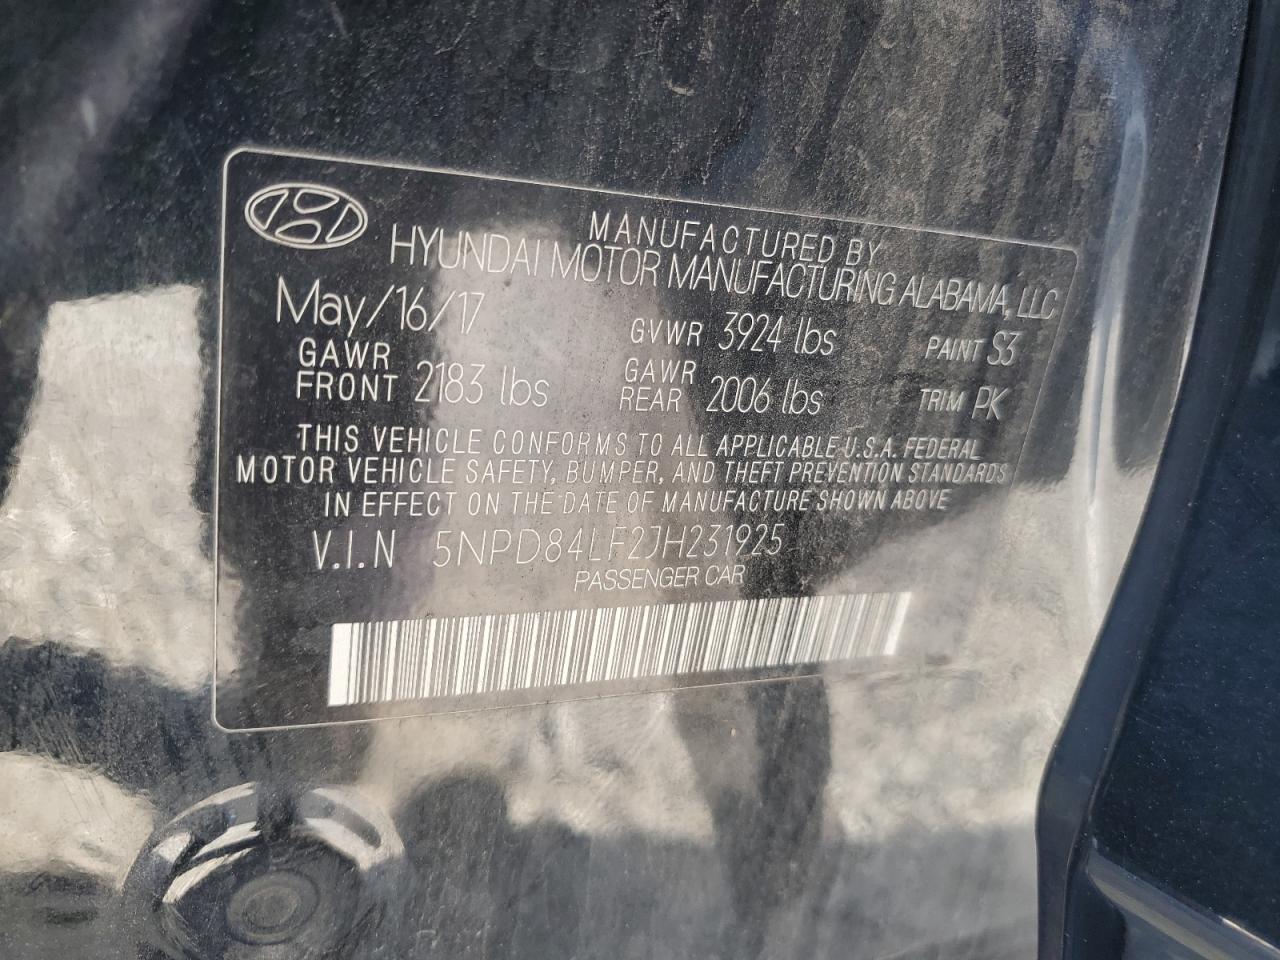 MANUFACTURED BY
HYUNDAI MOTOR MANUFACTURING ALABAMA, LLC
May/16/17 GVWR 3924 lbs PAINT S3
GAWR FRONT 2183 lbs GAWR REAR 2006 lbs TRIM PK
THIS VEHICLE CONFORMS TO ALL APPLICABLE U.S.A. FEDERAL
MOTOR VEHICLE SAFETY, BUMPER, AND THEFT PREVENTION STANDARDS
IN EFFECT ON THE DATE OF MANUFACTURE SHOWN ABOVE
V.I.N 5NPD84LF2JH231925
PASSENGER CAR